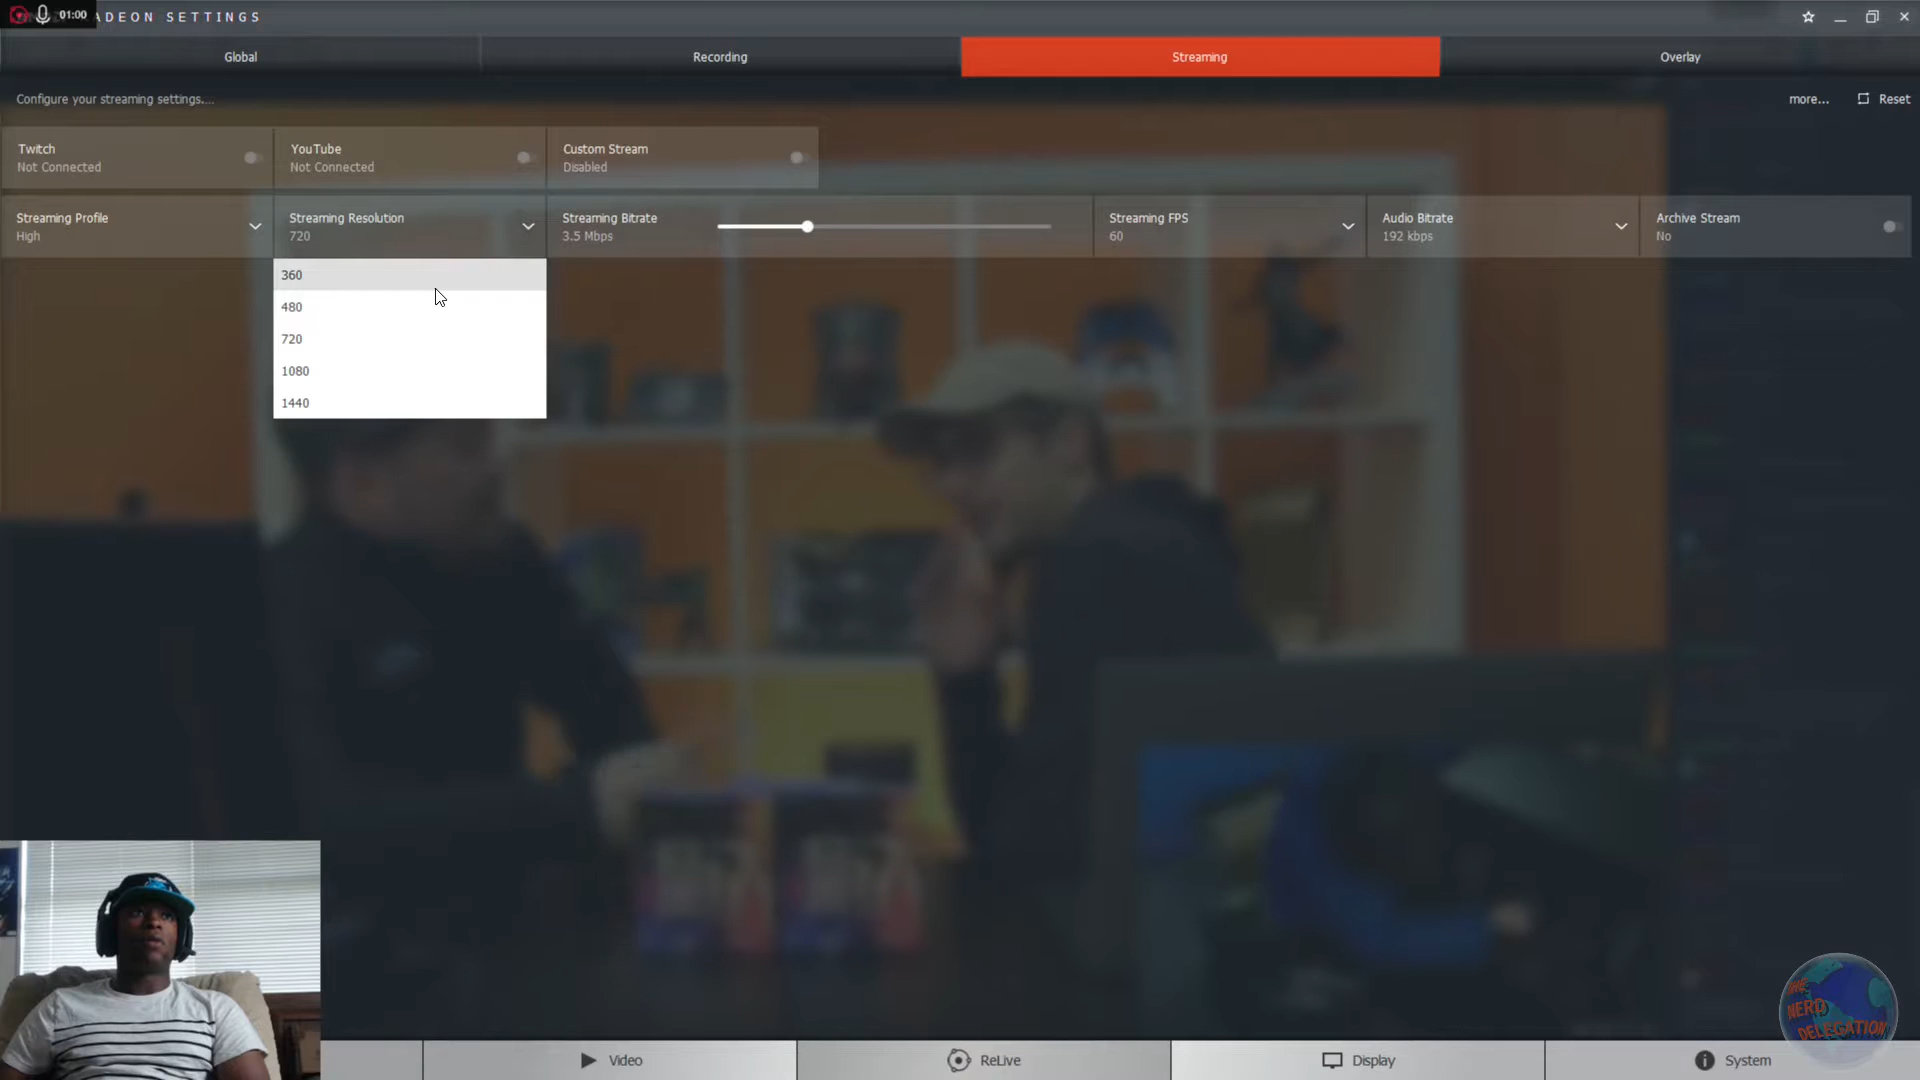 01:00 ADEON SETTINGS
Global Recording Streaming Overlay
Configure your streaming settings.... more... Reset
Twitch YouTube Custom Stream
Not Connected Not Connected Disabled
Streaming Profile Streaming Resolution Streaming Bitrate Streaming FPS Audio Bitrate Archive Stream
High 720 3.5 Mbps 60 192 kbps No
360
480
720
1080
1440
THE
NERD
DELEGATION
Video ReLive Display System